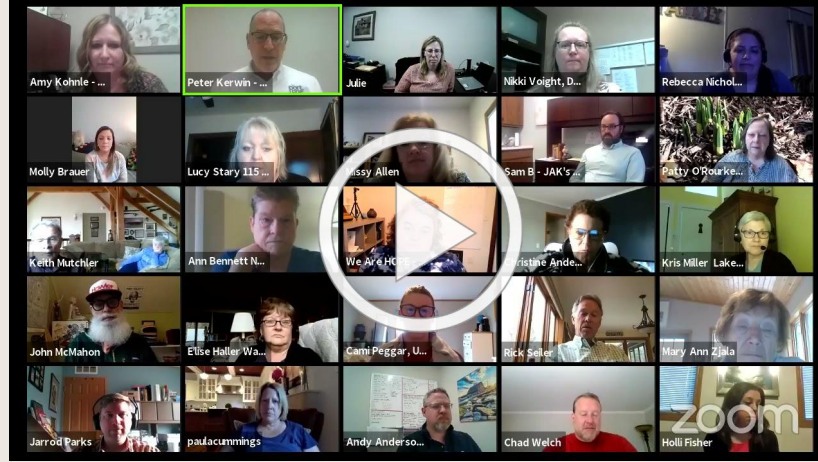 Amy Kohnle - ...
Peter Kerwin - ...
Julie
Nikki Voight, D...
Rebecca Nichol...
Molly Brauer
Lucy Stary 115 ...
Missy Allen
Sam B - JAK's ...
Patty O'Rourke...
Keith Mutchler
Ann Bennett N...
We Are HOPE
Christine Ande...
Kris Miller Lake...
John McMahon
Elise Haller Wa...
Cami Peggar, U...
Rick Seiler
Mary Ann Zjala
Jarrod Parks
paulacummings
Andy Anderso...
Chad Welch
Holli Fisher
zoom